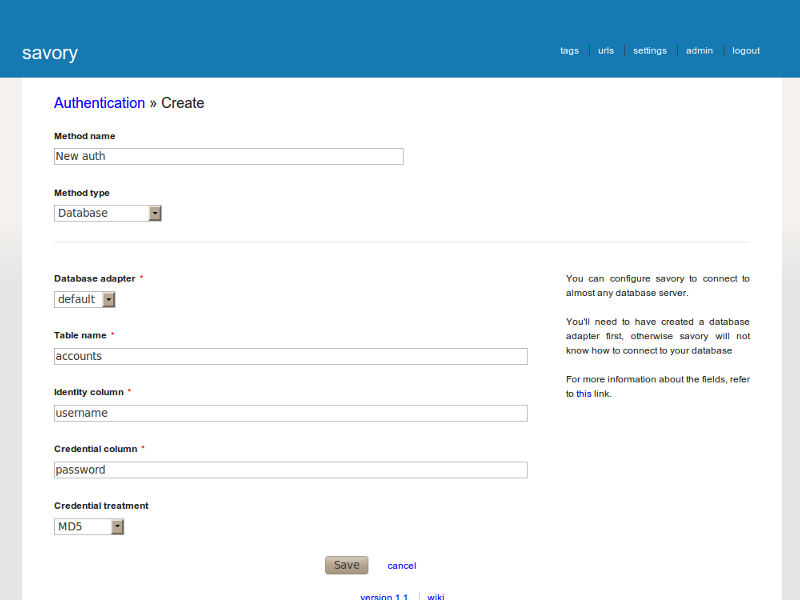 savory
tags urls settings admin logout
Authentication » Create
Method name
New auth
Method type
Database
Database adapter *
default
Table name *
accounts
Identity column *
username
Credential column *
password
Credential treatment
MD5
You can configure savory to connect to
almost any database server.
You'll need to have created a database
adapter first, otherwise savory will not
know how to connect to your database
For more information about the fields, refer
to this link.
Save cancel
version 1.1 wiki